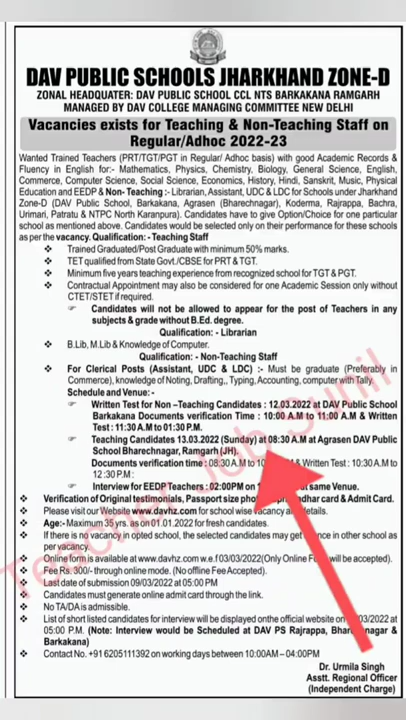 DAV PUBLIC SCHOOLS JHARKHAND ZONE-D
ZONAL HEADQUATER: DAV PUBLIC SCHOOL CCL NTS BARKAKANA RAMGARH
MANAGED BY DAV COLLEGE MANAGING COMMITTEE NEW DELHI
Vacancies exists for Teaching & Non-Teaching Staff on
Regular/Adhoc 2022-23
Wanted Trained Teachers (PRT/TGT/PGT in Regular/ Adhoc basis) with good Academic Records &
Fluency in English for:- Mathematics, Physics, Chemistry, Biology, General Science, English,
Commerce, Computer Science, Social Science, Economics, History, Hindi, Sanskrit, Music, Physical
Education and EEDP & Non-Teaching :- Librarian, Assistant, UDC & LDC for Schools under Jharkhand
Zone-D (DAV Public School, Barkakana, Agrasen (Bharechnagar), Koderma, Rajrappa, Bachra,
Urimari, Patratu & NTPC North Karanpura). Candidates have to give Option/Choice for one particular
school as mentioned above. Candidates would be selected only on their performance for these schools
as per the vacancy. Qualification: - Teaching Staff
❖ Trained Graduated/Post Graduate with minimum 50% marks.
❖ TET qualified from State Govt./CBSE for PRT & TGT.
❖ Minimum five years teaching experience from recognized school for TGT & PGT.
❖ Contractual Appointment may also be considered for one Academic Session only without
CTET/STET if required.
☞ Candidates will not be allowed to appear for the post of Teachers in any
subjects & grade without B.Ed. degree.
Qualification: - Librarian
❖ B.Lib, M.Lib & Knowledge of Computer.
Qualification: - Non-Teaching Staff
❖ For Clerical Posts (Assistant, UDC & LDC) :- Must be graduate (Preferably in
Commerce), knowledge of Noting, Drafting,, Typing, Accounting, computer with Tally.
Schedule and Venue: -
☞ Written Test for Non –Teaching Candidates : 12.03.2022 at DAV Public School
Barkakana Documents verification Time : 10:00 A.M to 11:00 A.M & Written
Test : 11:30 A.M to 01:30 P.M.
☞ Teaching Candidates 13.03.2022 (Sunday) at 08:30 A.M at Agrasen DAV Public
School Bharechnagar, Ramgarh (JH).
Documents verification time : 08:30 A.M to & Written Test : 10:30 A.M to
12:30 P.M :
☞ Interview for EEDP Teachers : 02:00PM on same Venue.
❖ Verification of Original testimonials, Passport size Admit Card.
❖ Please visit our Website www.davhz.com for school wise
❖ Age:- Maximum 35 yrs. as on 01.01.2022 for fresh candidates.
❖ If there is no vacancy in opted school, the selected candidates may get in other school as
per vacancy.
❖ Online form is available at www.davhz.com w.e.f 03/03/2022(Only Online will be accepted).
❖ Fee Rs. 300/- through online mode. (No offline Fee Accepted).
❖ Last date of submission 09/03/2022 at 05:00 PM
❖ Candidates must generate online admit card through the link.
❖ No TA/DA is admissible.
❖ List of short listed candidates for interview will be displayed on the official website on
05:00 P.M. (Note: Interview would be Scheduled at DAV PS Rajrappa, &
Barkakana)
❖ Contact No. +91 6205111392 on working days between 10:00AM – 04:00PM
Dr. Urmila Singh
Asstt. Regional Officer
(Independent Charge)
Teacher Job Sunil